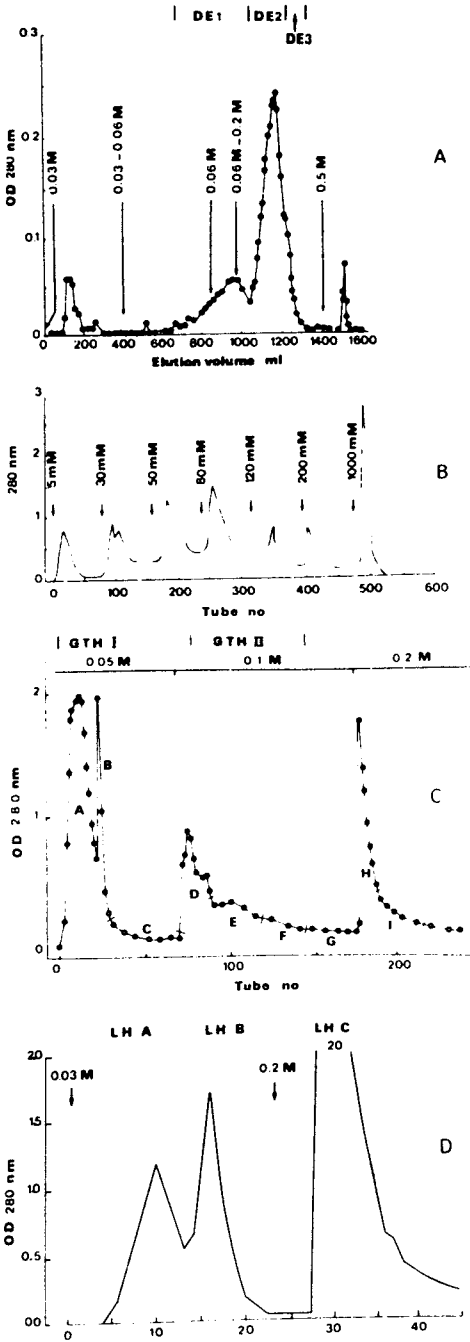 DE1 DE2
DE3
0.3
0.2
0.1
0
OD 280 nm
0.03 M
0.03 - 0.06 M
0.06 M
0.06 M - 0.2 M
0.5 M
A
0 200 400 600 800 1000 1200 1400 1600
Elution volume ml
3
2
1
0
280 nm
5 mM
30 mM
50 mM
80 mM
120 mM
200 mM
1000 mM
B
0 100 200 300 400 500 600
Tube no
GTH I GTH II
0.05 M 0.1 M 0.2 M
2
1
0
OD 280 nm
A
B
C
D
E
F
G
H
I
C
0 100 200
Tube no
LH A LH B LH C
2.0
1.5
1.0
0.5
0.0
OD 280 nm
0.03 M
0.2 M
20
D
0 10 20 30 40